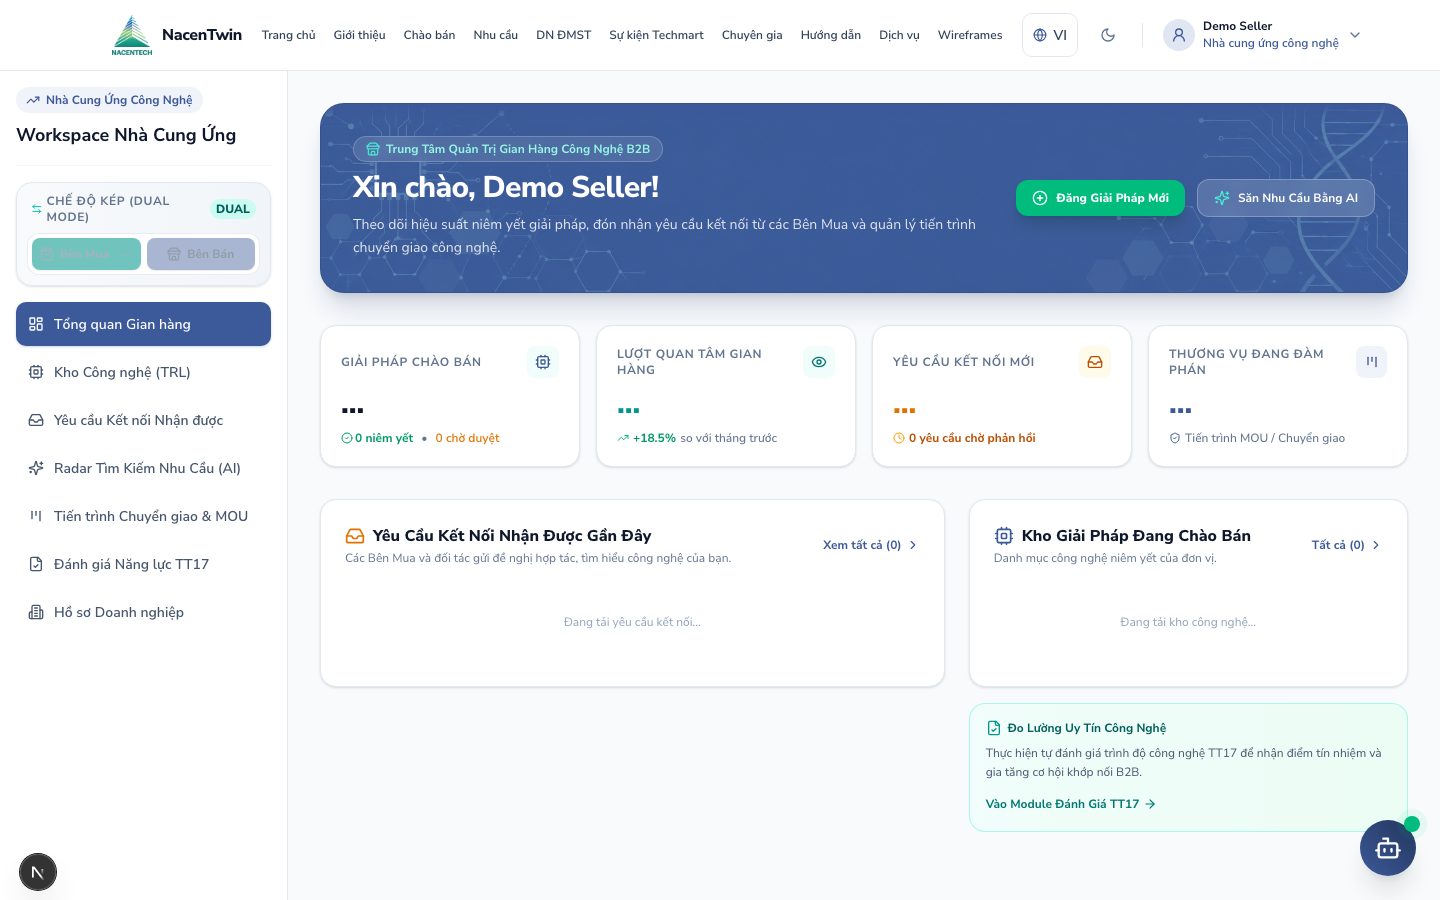 NACENTECH
NacenTwin
Trang chủ
Giới thiệu
Chào bán
Nhu cầu
DN ĐMST
Sự kiện Techmart
Chuyên gia
Hướng dẫn
Dịch vụ
Wireframes
VI
Demo Seller
Nhà cung ứng công nghệ
Nhà Cung Ứng Công Nghệ
Workspace Nhà Cung Ứng
CHẾ ĐỘ KÉP (DUAL
MODE)
DUAL
Bên Mua
Bên Bán
Tổng quan Gian hàng
Kho Công nghệ (TRL)
Yêu cầu Kết nối Nhận được
Radar Tìm Kiếm Nhu Cầu (AI)
Tiến trình Chuyển giao & MOU
Đánh giá Năng lực TT17
Hồ sơ Doanh nghiệp
Trung Tâm Quản Trị Gian Hàng Công Nghệ B2B
Xin chào, Demo Seller!
Theo dõi hiệu suất niêm yết giải pháp, đón nhận yêu cầu kết nối từ các Bên Mua và quản lý tiến trình
chuyển giao công nghệ.
Đăng Giải Pháp Mới
Săn Nhu Cầu Bằng AI
GIẢI PHÁP CHÀO BÁN
...
0 niêm yết • 0 chờ duyệt
LƯỢT QUAN TÂM GIAN
HÀNG
...
+18.5% so với tháng trước
YÊU CẦU KẾT NỐI MỚI
...
0 yêu cầu chờ phản hồi
THƯƠNG VỤ ĐANG ĐÀM
PHÁN
...
Tiến trình MOU / Chuyển giao
Yêu Cầu Kết Nối Nhận Được Gần Đây
Các Bên Mua và đối tác gửi đề nghị hợp tác, tìm hiểu công nghệ của bạn.
Xem tất cả (0)
Đang tải yêu cầu kết nối...
Kho Giải Pháp Đang Chào Bán
Danh mục công nghệ niêm yết của đơn vị.
Tất cả (0)
Đang tải kho công nghệ...
Đo Lường Uy Tín Công Nghệ
Thực hiện tự đánh giá trình độ công nghệ TT17 để nhận điểm tín nhiệm và
gia tăng cơ hội khớp nối B2B.
Vào Module Đánh Giá TT17
N